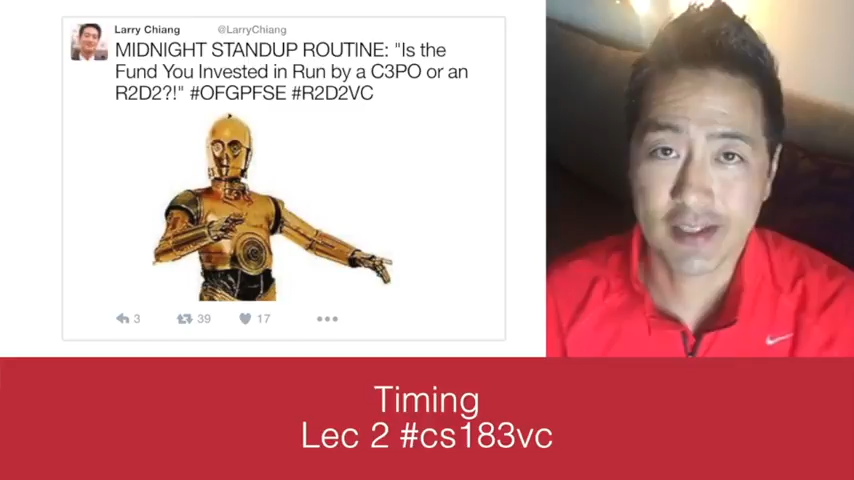 Larry Chiang @LarryChiang
MIDNIGHT STANDUP ROUTINE: "Is the
Fund You Invested in Run by a C3PO or an
R2D2?!" #OFGPFSE #R2D2VC
3 39 17
Timing
Lec 2 #cs183vc